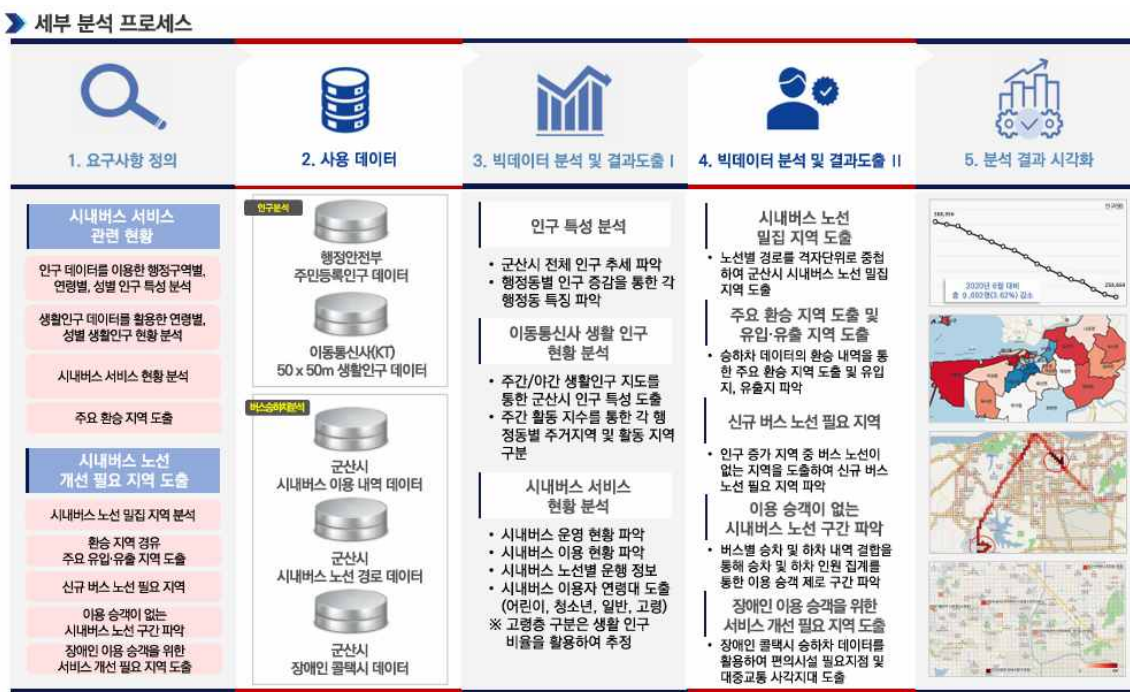 세부 분석 프로세스
1. 요구사항 정의
시내버스 서비스
관련 현황
인구 데이터를 이용한 행정구역별,
연령별, 성별 인구 특성 분석
생활인구 데이터를 활용한 연령별,
성별 생활인구 현황 분석
시내버스 서비스 현황 분석
주요 환승 지역 도출
시내버스 노선
개선 필요 지역 도출
시내버스 노선 밀집 지역 분석
환승 지역 경유
주요 유입·유출 지역 도출
신규 버스 노선 필요 지역
이용 승객이 없는
시내버스 노선 구간 파악
장애인 이용 승객을 위한
서비스 개선 필요 지역 도출
2. 사용 데이터
인구분석
행정안전부
주민등록인구 데이터
이동통신사(KT)
50 x 50m 생활인구 데이터
버스승하차분석
군산시
시내버스 이용 내역 데이터
군산시
시내버스 노선 경로 데이터
군산시
장애인 콜택시 데이터
3. 빅데이터 분석 및 결과도출 I
인구 특성 분석
• 군산시 전체 인구 추세 파악
• 행정동별 인구 증감을 통한 각
행정동 특징 파악
이동통신사 생활 인구
현황 분석
• 주간/야간 생활인구 지도를
통한 군산시 인구 특성 도출
• 주간 활동 지수를 통한 각 행
정동별 주거지역 및 활동 지역
구분
시내버스 서비스
현황 분석
• 시내버스 운영 현황 파악
• 시내버스 이용 현황 파악
• 시내버스 노선별 운행 정보
• 시내버스 이용자 연령대 도출
(어린이, 청소년, 일반, 고령)
※ 고령층 구분은 생활 인구
비율을 활용하여 추정
4. 빅데이터 분석 및 결과도출 II
시내버스 노선
밀집 지역 도출
• 노선별 경로를 격자단위로 중첩
하여 군산시 시내버스 노선 밀집
지역 도출
주요 환승 지역 도출 및
유입·유출 지역 도출
• 승하차 데이터의 환승 내역을 통
한 주요 환승 지역 도출 및 유입
지, 유출지 파악
신규 버스 노선 필요 지역
• 인구 증가 지역 중 버스 노선이
없는 지역을 도출하여 신규 버스
노선 필요 지역 파악
이용 승객이 없는
시내버스 노선 구간 파악
• 버스별 승차 및 하차 내역 결합을
통해 승차 및 하차 인원 집계를
통한 이용 승객 제로 구간 파악
장애인 이용 승객을 위한
서비스 개선 필요 지역 도출
• 장애인 콜택시 승하차 데이터를
활용하여 편의시설 필요지점 및
대중교통 사각지대 도출
5. 분석 결과 시각화
2020년 6월 대비